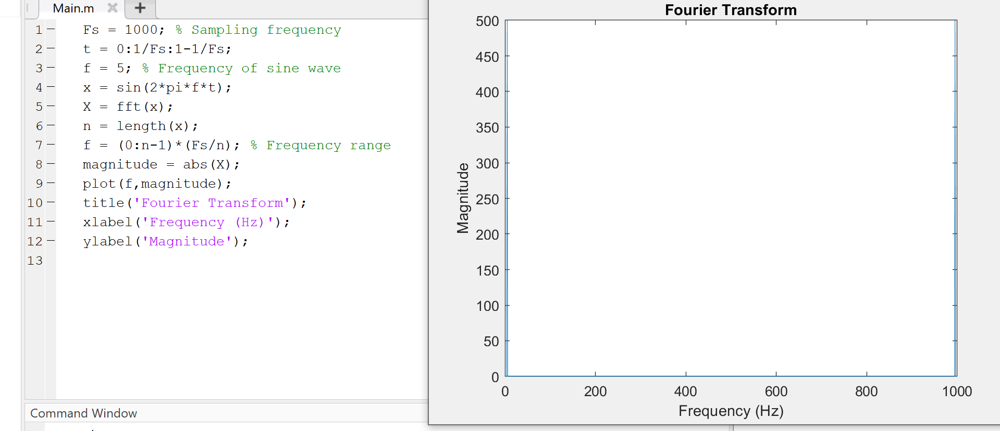 Main.m
1 Fs = 1000; % Sampling frequency
2 t = 0:1/Fs:1-1/Fs;
3 f = 5; % Frequency of sine wave
4 x = sin(2*pi*f*t);
5 X = fft(x);
6 n = length(x);
7 f = (0:n-1)*(Fs/n); % Frequency range
8 magnitude = abs(X);
9 plot(f,magnitude);
10 title('Fourier Transform');
11 xlabel('Frequency (Hz)');
12 ylabel('Magnitude');
13
Command Window
Fourier Transform
Magnitude
500
450
400
350
300
250
200
150
100
50
0
0 200 400 600 800 1000
Frequency (Hz)